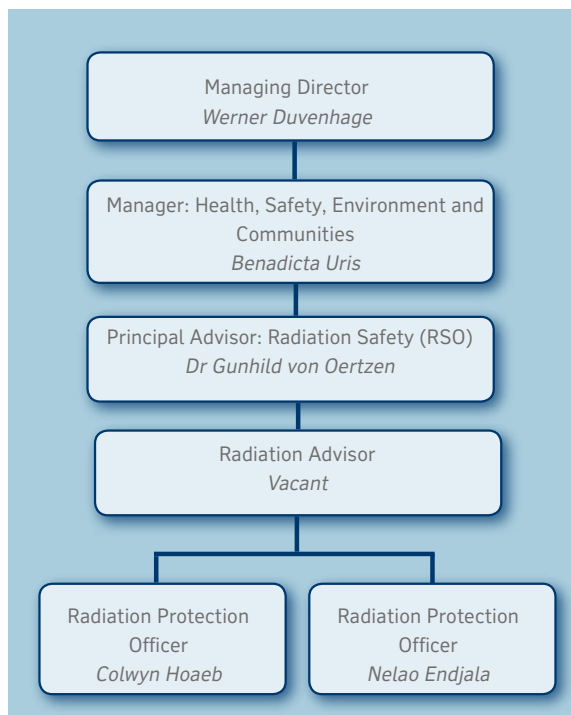 Managing Director
Werner Duvenhage
Manager: Health, Safety, Environment and
Communities
Benadicta Uris
Principal Advisor: Radiation Safety (RSO)
Dr Gunhild von Oertzen
Radiation Advisor
Vacant
Radiation Protection
Officer
Colwyn Hoaeb
Radiation Protection
Officer
Nelao Endjala